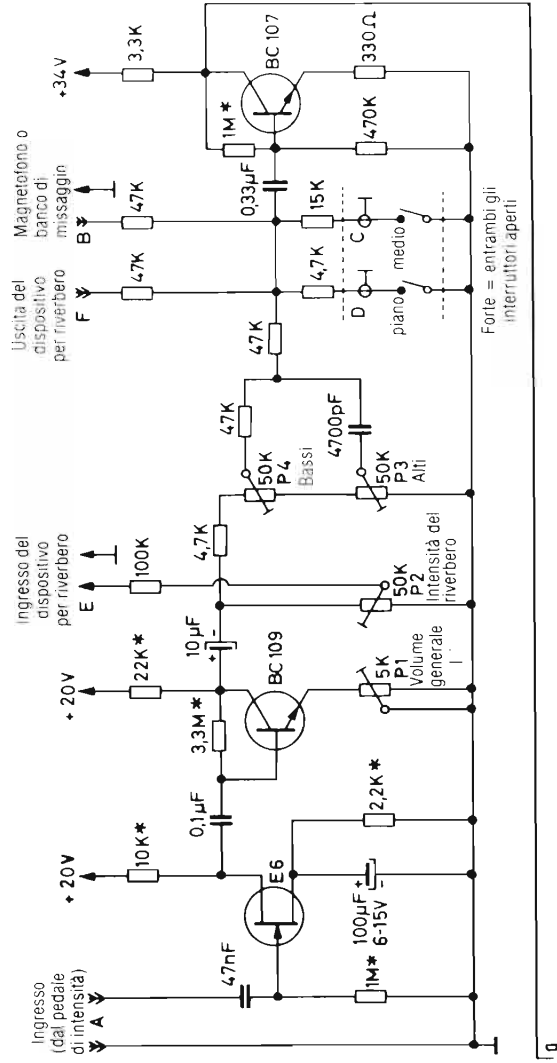 Ingresso
(dal pedale
di intensità)
A
47nF
1M*
+20V
10K*
E6
100µF +
6-15V
2,2K*
0,1µF
+20V
22K*
3,3M*
BC109
10µF
+ -
5K
P1
Volume
generale
Ingresso del
dispositivo
per riverbero
E
100K
50K
P2
Intensità del
riverbero
4,7K
50K
P4
Bassi
50K
P3
Alti
47K
4700pF
47K
Uscita del
dispositivo
per riverbero
F
47K
4,7K
D
piano
Magnetofono o
banco di
missaggio
B
47K
15K
C
medio
Forte = entrambi gli
interruttori aperti
0,33µF
1M*
470K
+34V
3,3K
BC 107
330Ω